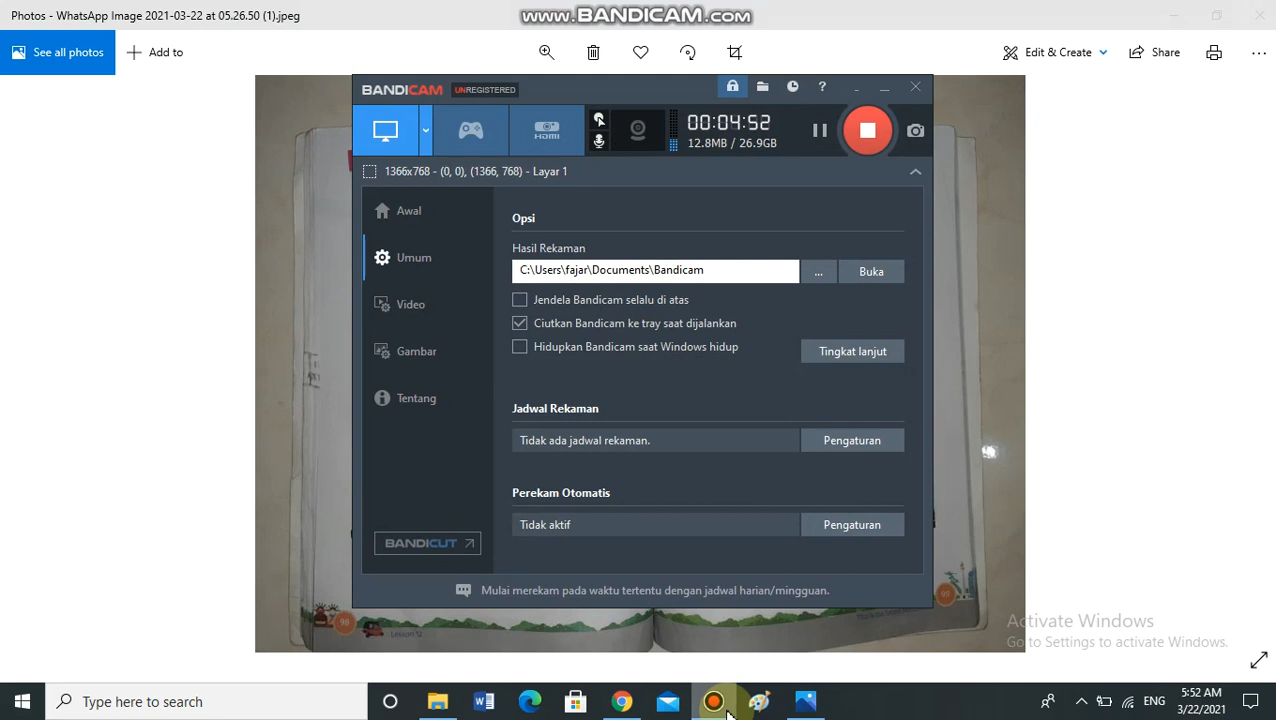 Photos - WhatsApp Image 2021-03-22 at 05.26.50 (1).jpeg
www.BANDICAM.com
See all photos
Add to
Edit & Create
Share
BANDICAM UNREGISTERED
HDMI
00:04:52
12.8MB / 26.9GB
1366x768 - (0, 0), (1366, 768) - Layar 1
Awal
Umum
Video
Gambar
Tentang
BANDICUT
Opsi
Hasil Rekaman
C:\Users\fajar\Documents\Bandicam
...
Buka
Jendela Bandicam selalu di atas
Ciutkan Bandicam ke tray saat dijalankan
Hidupkan Bandicam saat Windows hidup
Tingkat lanjut
Jadwal Rekaman
Tidak ada jadwal rekaman.
Pengaturan
Perekam Otomatis
Tidak aktif
Pengaturan
Mulai merekam pada waktu tertentu dengan jadwal harian/mingguan.
98
Lesson 12
99
Activate Windows
Go to Settings to activate Windows.
Type here to search
ENG
5:52 AM
3/22/2021